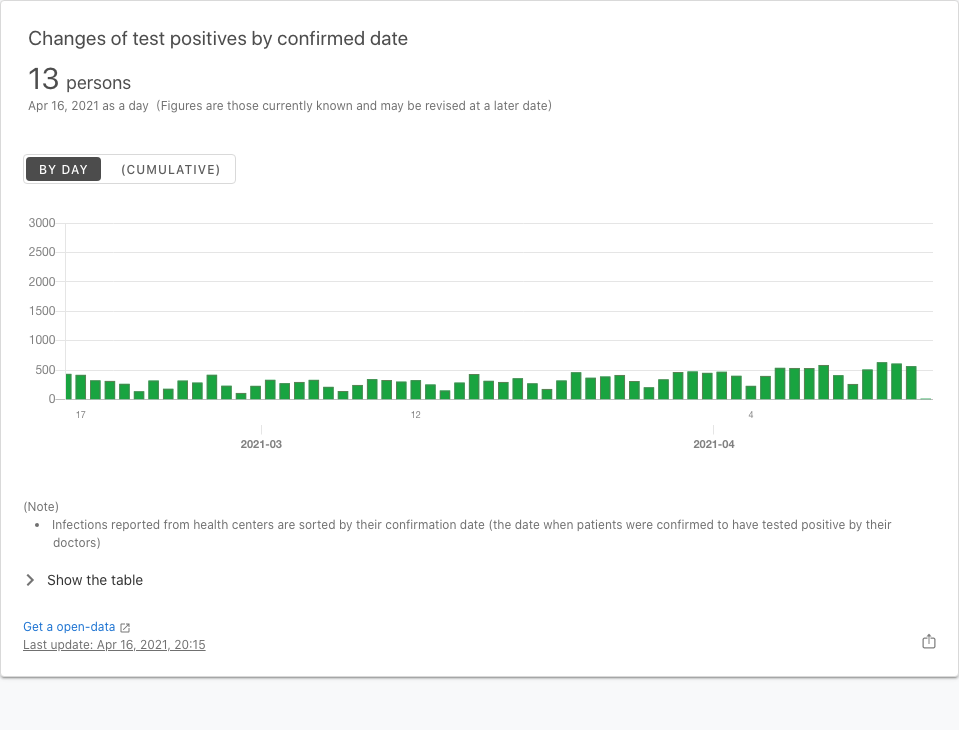 Changes of test positives by confirmed date
13 persons
Apr 16, 2021 as a day (Figures are those currently known and may be revised at a later date)
BY DAY (CUMULATIVE)
3000
2500
2000
1500
1000
500
0
17 12 4
2021-03 2021-04
(Note)
• Infections reported from health centers are sorted by their confirmation date (the date when patients were confirmed to have tested positive by their
doctors)
Show the table
Get a open-data
Last update: Apr 16, 2021, 20:15